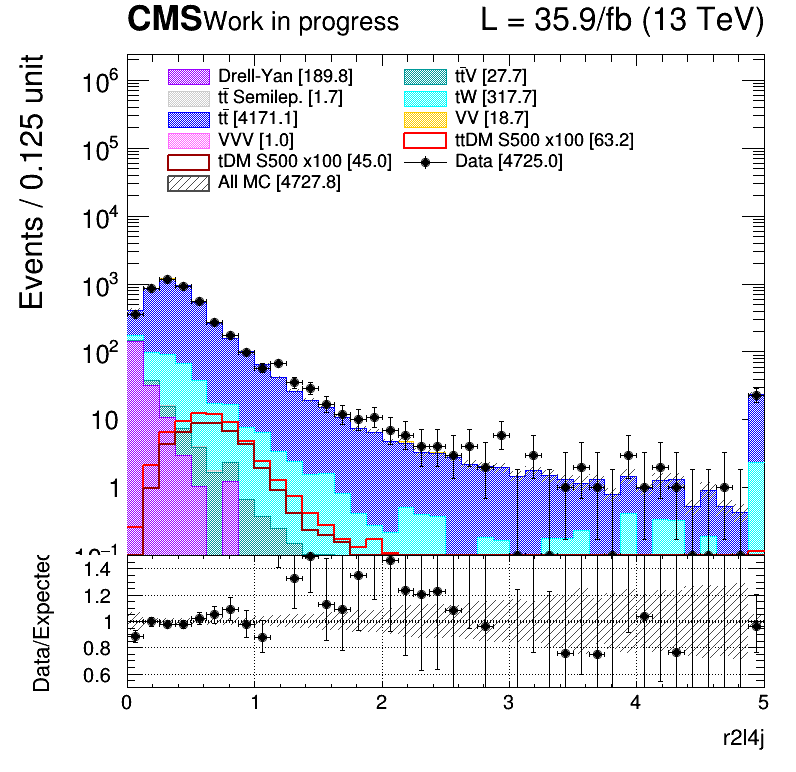 CMS Work in progress L = 35.9/fb (13 TeV)
Events / 0.125 unit
Drell-Yan [189.8] tt̄V [27.7]
tt̄ Semilep. [1.7] tW [317.7]
tt̄ [4171.1] VV [18.7]
VVV [1.0] ttDM S500 x100 [63.2]
tDM S500 x100 [45.0] Data [4725.0]
All MC [4727.8]
10⁶
10⁵
10⁴
10³
10²
10
1
10⁻¹
Data/Expected
1.4
1.2
1
0.8
0.6
0 1 2 3 4 5
r2l4j